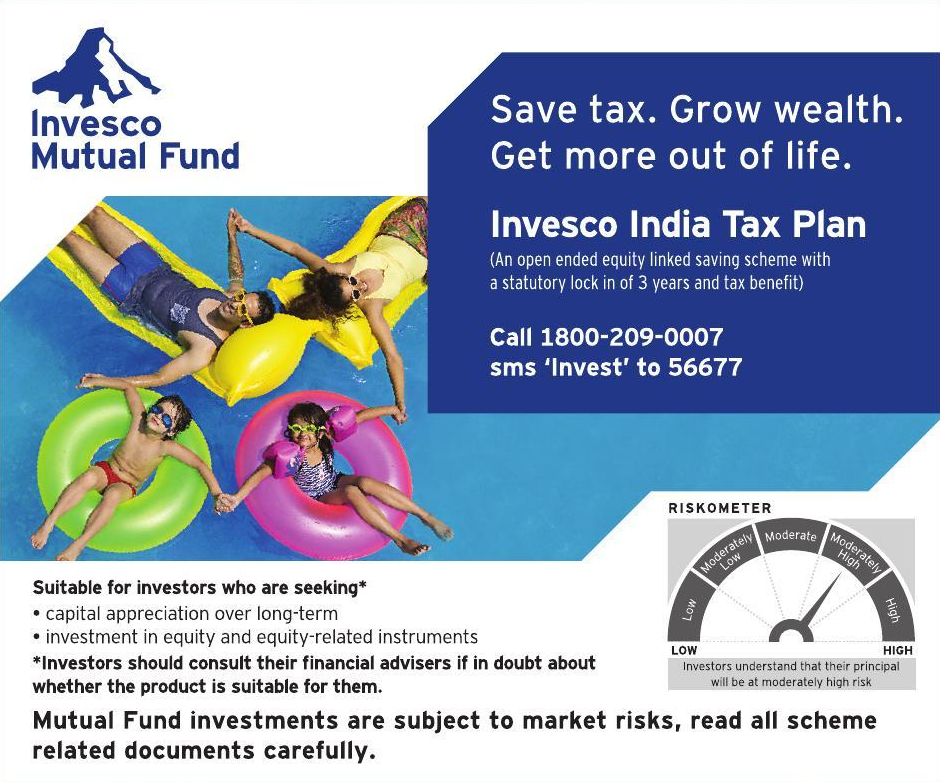 Invesco
Mutual Fund
Save tax. Grow wealth.
Get more out of life.
Invesco India Tax Plan
(An open ended equity linked saving scheme with
a statutory lock in of 3 years and tax benefit)
Call 1800-209-0007
sms ‘Invest’ to 56677
RISKOMETER
Low
Moderately
Low
Moderate
Moderately
High
High
LOW
HIGH
Investors understand that their principal
will be at moderately high risk
Suitable for investors who are seeking*
• capital appreciation over long-term
• investment in equity and equity-related instruments
*Investors should consult their financial advisers if in doubt about
whether the product is suitable for them.
Mutual Fund investments are subject to market risks, read all scheme
related documents carefully.